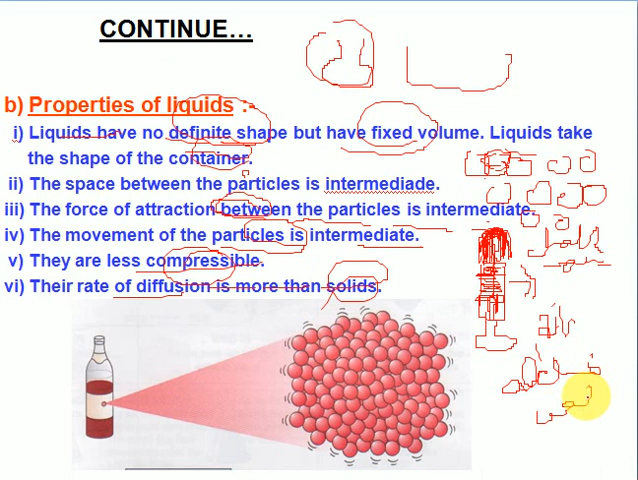 CONTINUE…
b) Properties of liquids :-
i) Liquids have no definite shape but have fixed volume. Liquids take
the shape of the container.
ii) The space between the particles is intermediade.
iii) The force of attraction between the particles is intermediate.
iv) The movement of the particles is intermediate.
v) They are less compressible.
vi) Their rate of diffusion is more than solids.
air